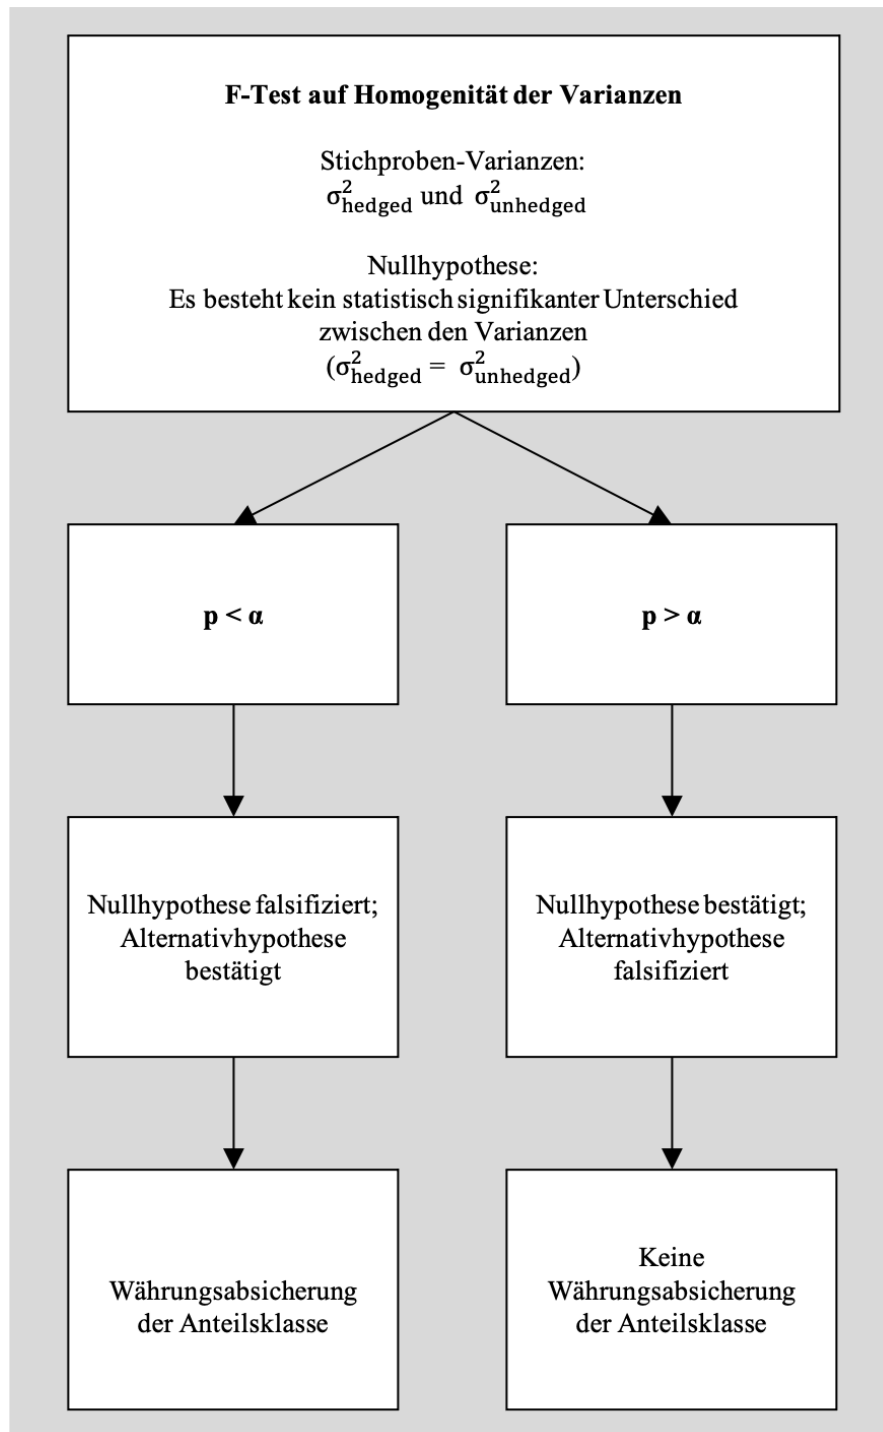 F-Test auf Homogenität der Varianzen
Stichproben-Varianzen:
σ²hedged und σ²unhedged
Nullhypothese:
Es besteht kein statistisch signifikanter Unterschied
zwischen den Varianzen
(σ²hedged = σ²unhedged)
p < α
p > α
Nullhypothese falsifiziert;
Alternativhypothese
bestätigt
Nullhypothese bestätigt;
Alternativhypothese
falsifiziert
Währungsabsicherung
der Anteilsklasse
Keine
Währungsabsicherung
der Anteilsklasse